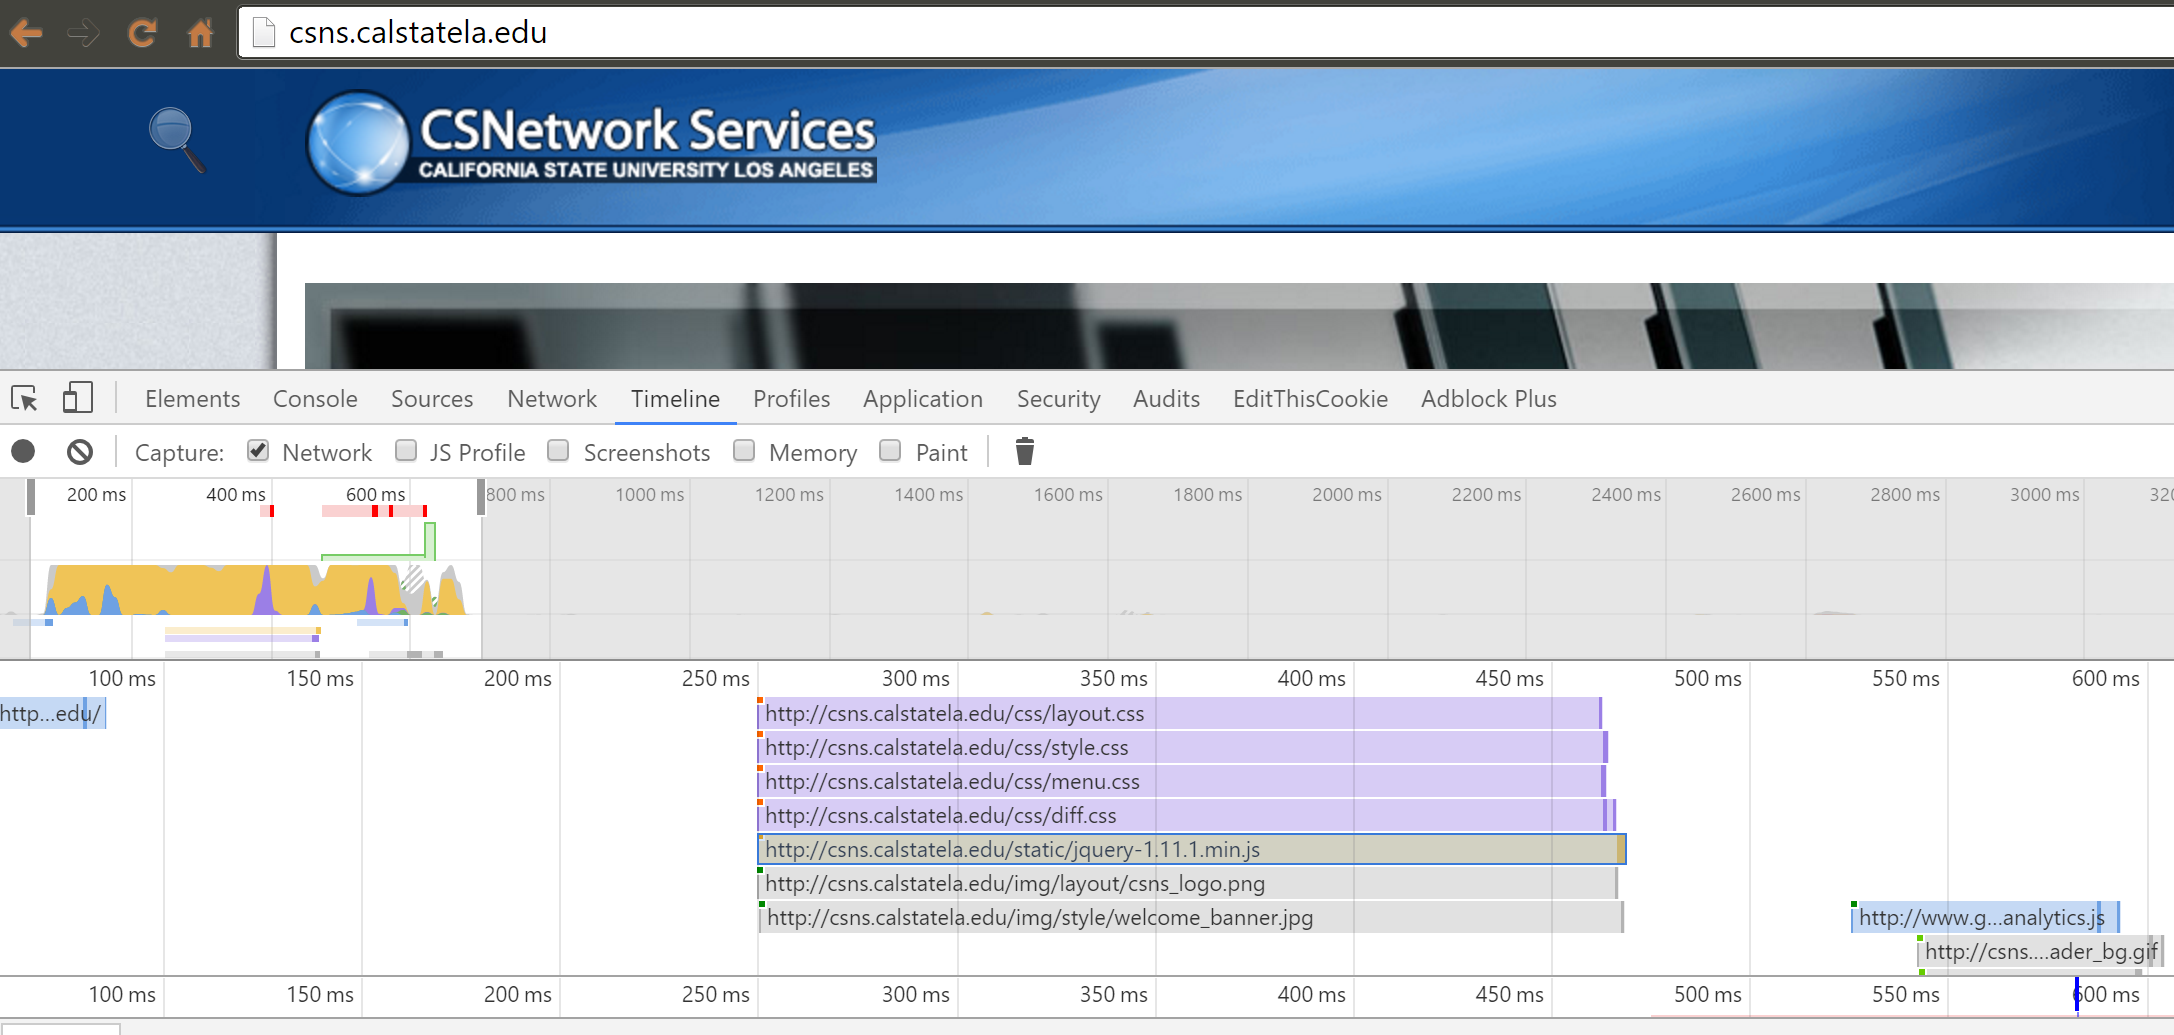 csns.calstatela.edu
CSNetwork Services
CALIFORNIA STATE UNIVERSITY LOS ANGELES
Elements Console Sources Network Timeline Profiles Application Security Audits EditThisCookie Adblock Plus
Capture: Network JS Profile Screenshots Memory Paint
200 ms 400 ms 600 ms 800 ms 1000 ms 1200 ms 1400 ms 1600 ms 1800 ms 2000 ms 2200 ms 2400 ms 2600 ms 2800 ms 3000 ms 320
100 ms 150 ms 200 ms 250 ms 300 ms 350 ms 400 ms 450 ms 500 ms 550 ms 600 ms
http...edu/ http://csns.calstatela.edu/css/layout.css
http://csns.calstatela.edu/css/style.css
http://csns.calstatela.edu/css/menu.css
http://csns.calstatela.edu/css/diff.css
http://csns.calstatela.edu/static/jquery-1.11.1.min.js
http://csns.calstatela.edu/img/layout/csns_logo.png
http://csns.calstatela.edu/img/style/welcome_banner.jpg http://www.g...analytics.js
http://csns....ader_bg.gif
100 ms 150 ms 200 ms 250 ms 300 ms 350 ms 400 ms 450 ms 500 ms 550 ms 600 ms